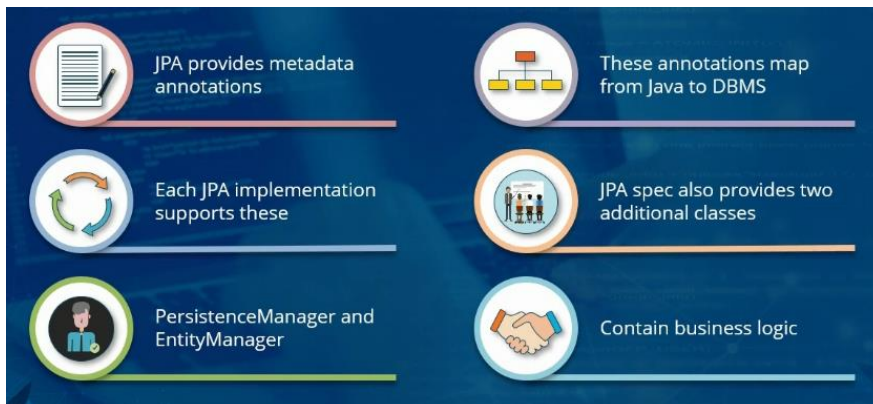 JPA provides metadata
annotations
These annotations map
from Java to DBMS
Each JPA implementation
supports these
JPA spec also provides two
additional classes
PersistenceManager and
EntityManager
Contain business logic